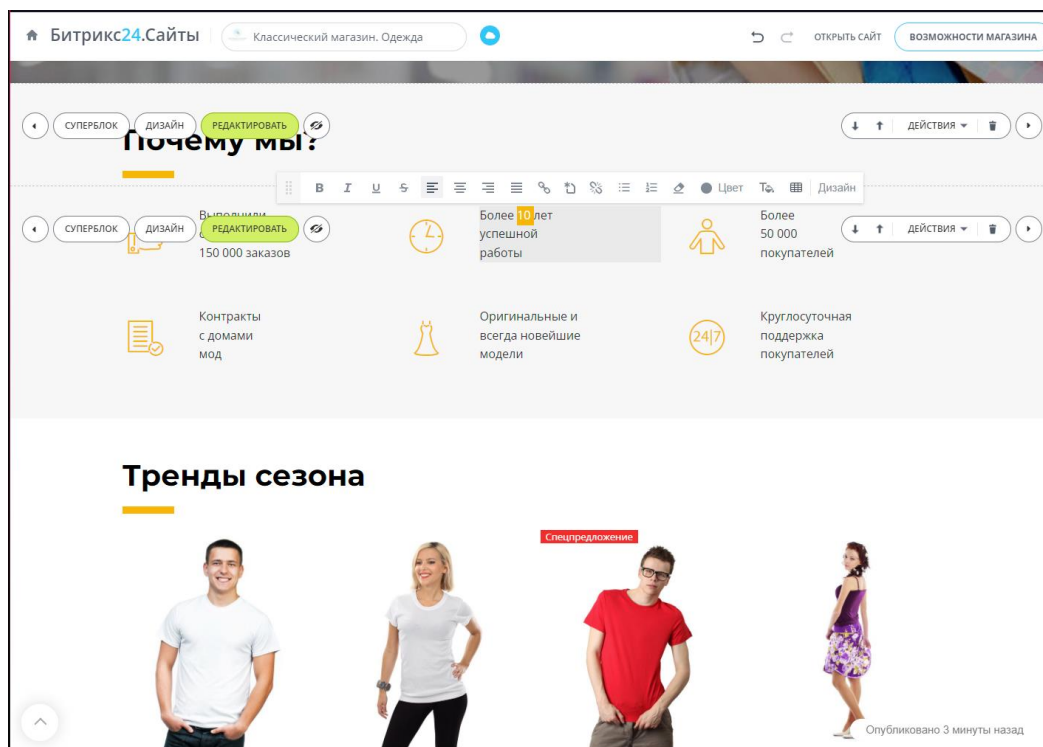 Битрикс24.Сайты
Классический магазин. Одежда
ОТКРЫТЬ САЙТ
ВОЗМОЖНОСТИ МАГАЗИНА
СУПЕРБЛОК
ДИЗАЙН
РЕДАКТИРОВАТЬ
ДЕЙСТВИЯ
Почему мы?
B I U S Цвет Дизайн
СУПЕРБЛОК
ДИЗАЙН
РЕДАКТИРОВАТЬ
ДЕЙСТВИЯ
Выполнили
150 000 заказов
Более 10 лет
успешной
работы
Более
50 000
покупателей
Контракты
с домами
мод
Оригинальные и
всегда новейшие
модели
24|7
Круглосуточная
поддержка
покупателей
Тренды сезона
Спецпредложение
Опубликовано 3 минуты назад